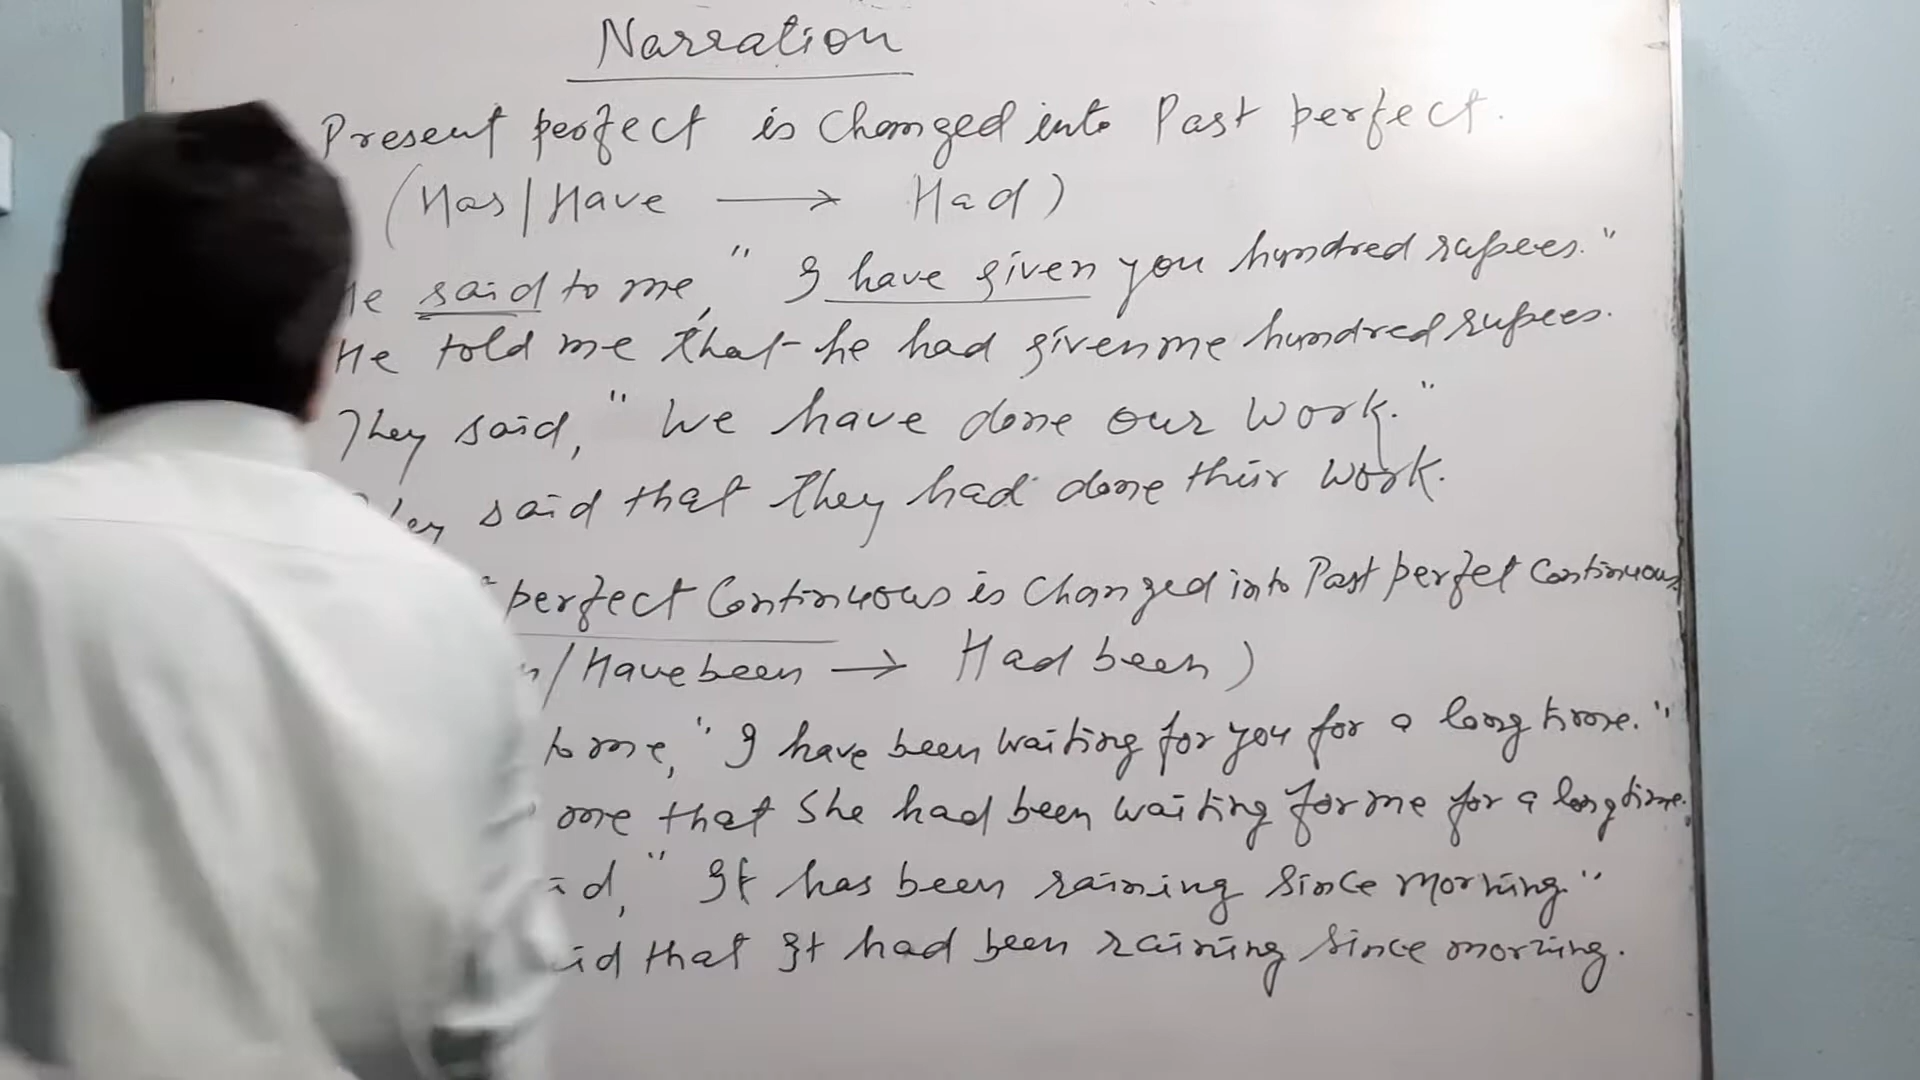 Narration
Present perfect is Changed into Past perfect.
(Has/Have → Had)
He said to me, " I have given you hundred rupees."
He told me that he had given me hundred rupees.
They said, " We have done our work."
said that they had done their work.
perfect Continuous is Changed into Past perfet Continuous
/Have been → Had been)
to me, " I have been waiting for you for a long time."
me that She had been waiting for me for a long time.
" It has been raining since morning."
that It had been raining since morning.